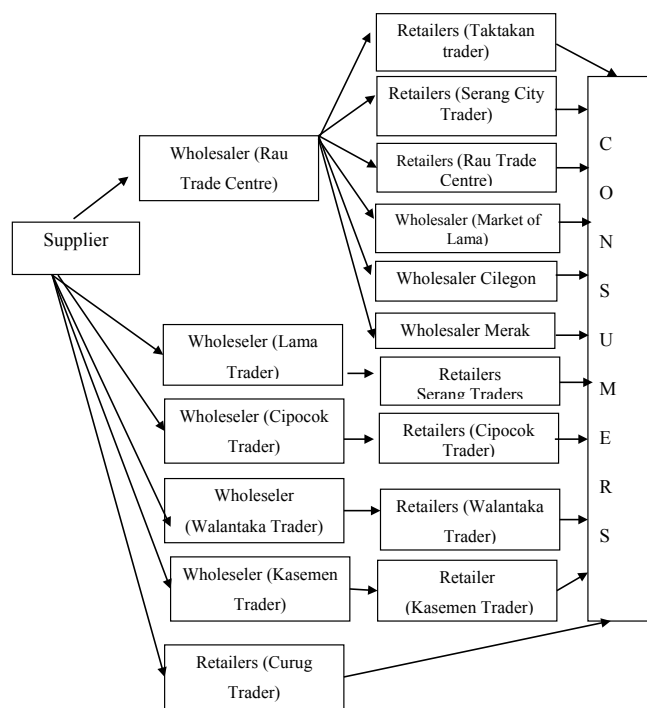 Retailers (Taktakan
trader)
Retailers (Serang City
Trader)
Wholesaler (Rau
Trade Centre)
Retailers (Rau Trade
Centre)
Wholesaler (Market of
Lama)
Supplier
Wholesaler Cilegon
Wholesaler Merak
Wholeseler (Lama
Trader)
Retailers
Serang Traders
Wholeseler (Cipocok
Trader)
Retailers (Cipocok
Trader)
Wholeseler
(Walantaka Trader)
Retailers (Walantaka
Trader)
Wholeseler (Kasemen
Trader)
Retailer
(Kasemen Trader)
Retailers (Curug
Trader)
C
O
N
S
U
M
E
R
S